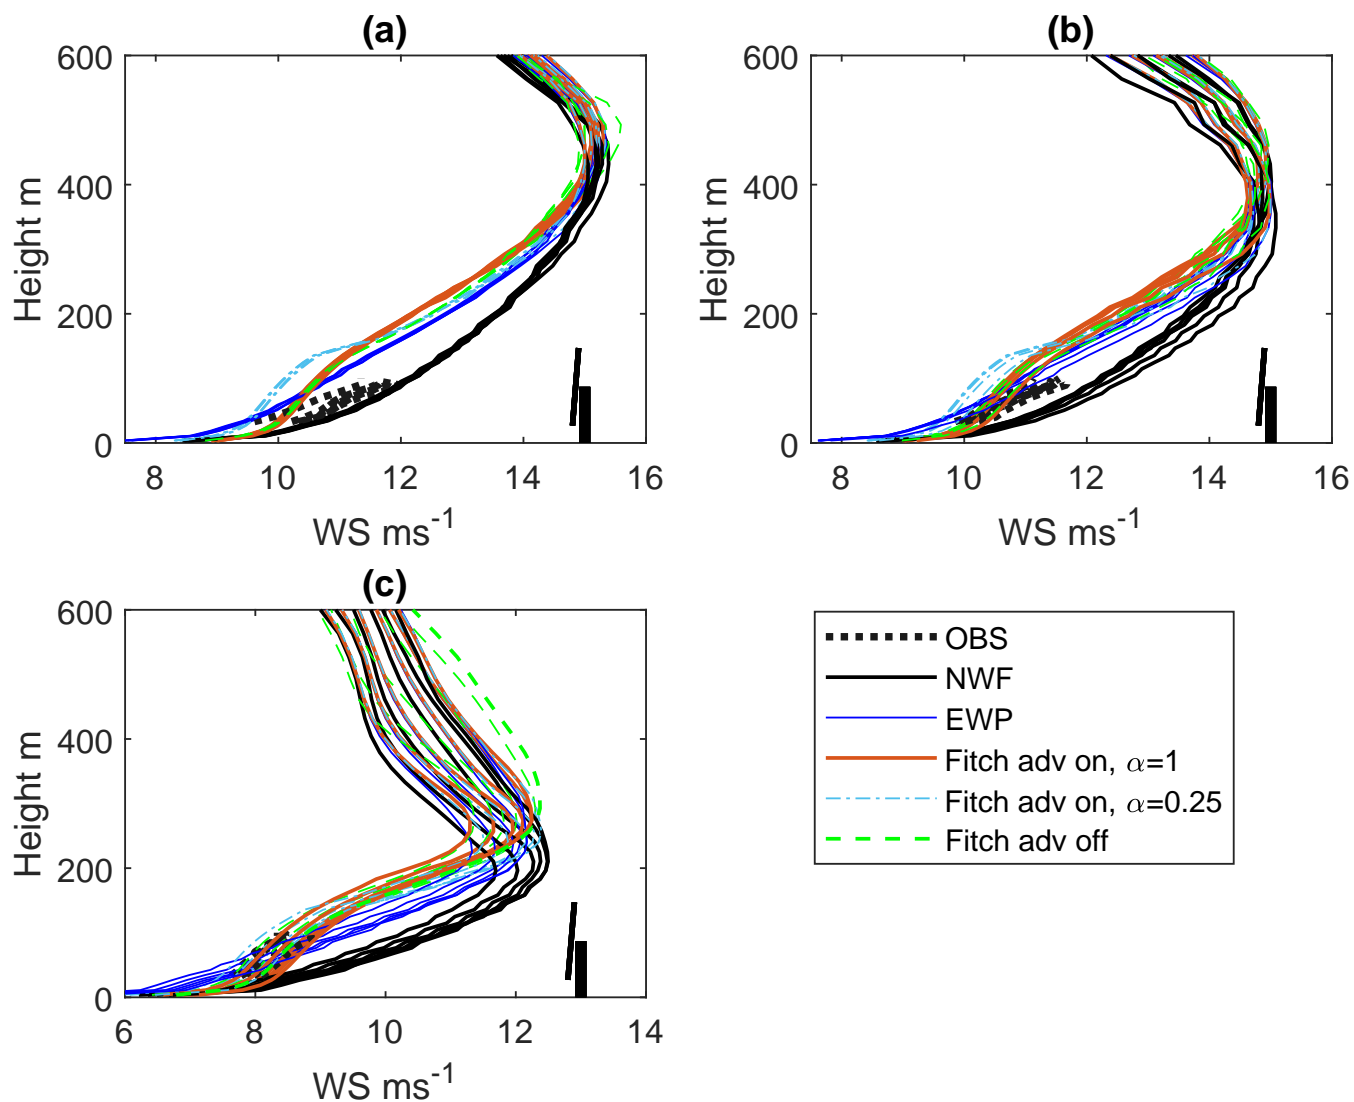 (a)
600
400
200
0
Height m
8 10 12 14 16
WS ms⁻¹
(b)
600
400
200
0
Height m
8 10 12 14 16
WS ms⁻¹
(c)
600
400
200
0
Height m
6 8 10 12 14
WS ms⁻¹
OBS
NWF
EWP
Fitch adv on, α=1
Fitch adv on, α=0.25
Fitch adv off